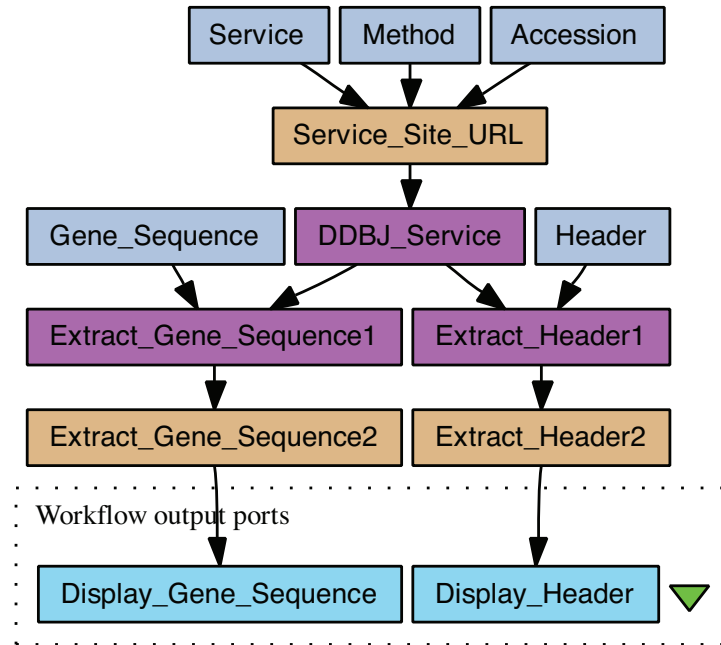 Service
Method
Accession
Service_Site_URL
Gene_Sequence
DDBJ_Service
Header
Extract_Gene_Sequence1
Extract_Header1
Extract_Gene_Sequence2
Extract_Header2
Workflow output ports
Display_Gene_Sequence
Display_Header